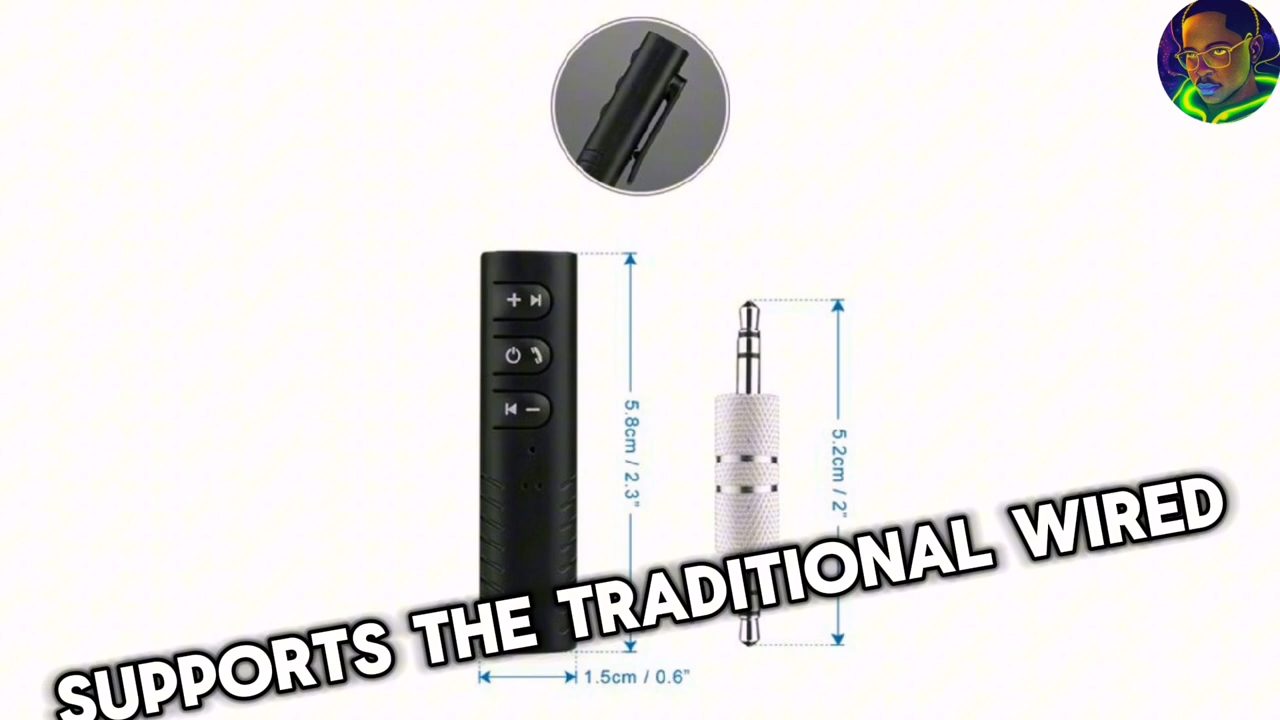 5.8cm / 2.3”
5.2cm / 2”
SUPPORTS THE TRADITIONAL WIRED
1.5cm / 0.6”